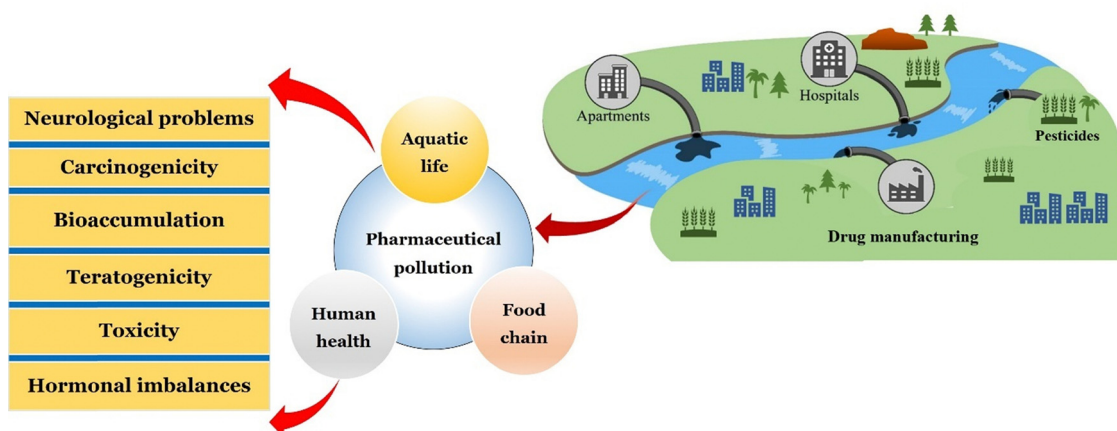 Neurological problems
Carcinogenicity
Bioaccumulation
Teratogenicity
Toxicity
Hormonal imbalances
Aquatic
life
Pharmaceutical
pollution
Human
health
Food
chain
Apartments
Hospitals
Pesticides
Drug manufacturing